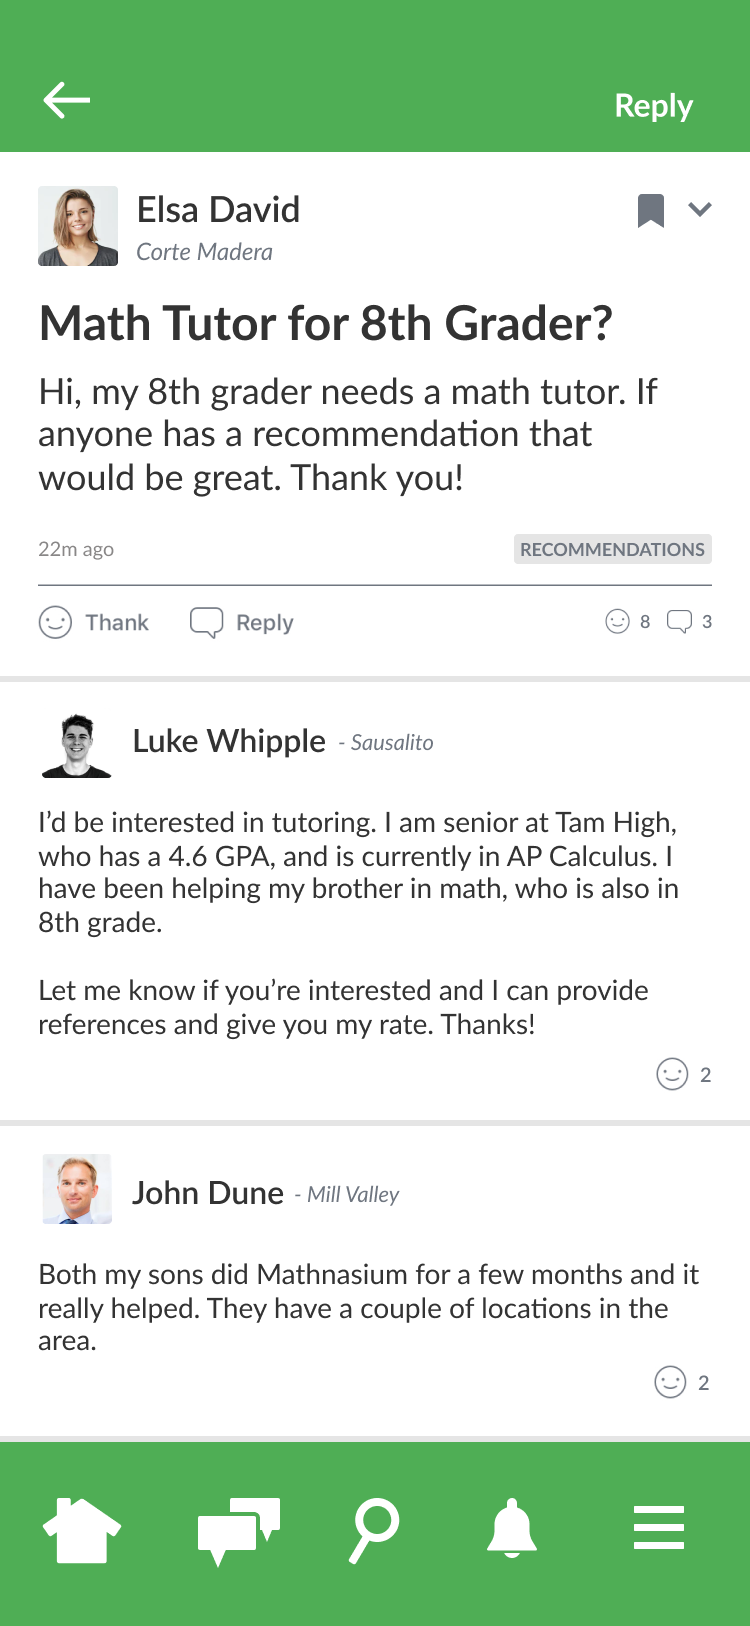 Reply
Elsa David
Corte Madera
Math Tutor for 8th Grader?
Hi, my 8th grader needs a math tutor. If
anyone has a recommendation that
would be great. Thank you!
22m ago
RECOMMENDATIONS
Thank
Reply
8
3
Luke Whipple - Sausalito
I’d be interested in tutoring. I am senior at Tam High,
who has a 4.6 GPA, and is currently in AP Calculus. I
have been helping my brother in math, who is also in
8th grade.
Let me know if you’re interested and I can provide
references and give you my rate. Thanks!
2
John Dune - Mill Valley
Both my sons did Mathnasium for a few months and it
really helped. They have a couple of locations in the
area.
2